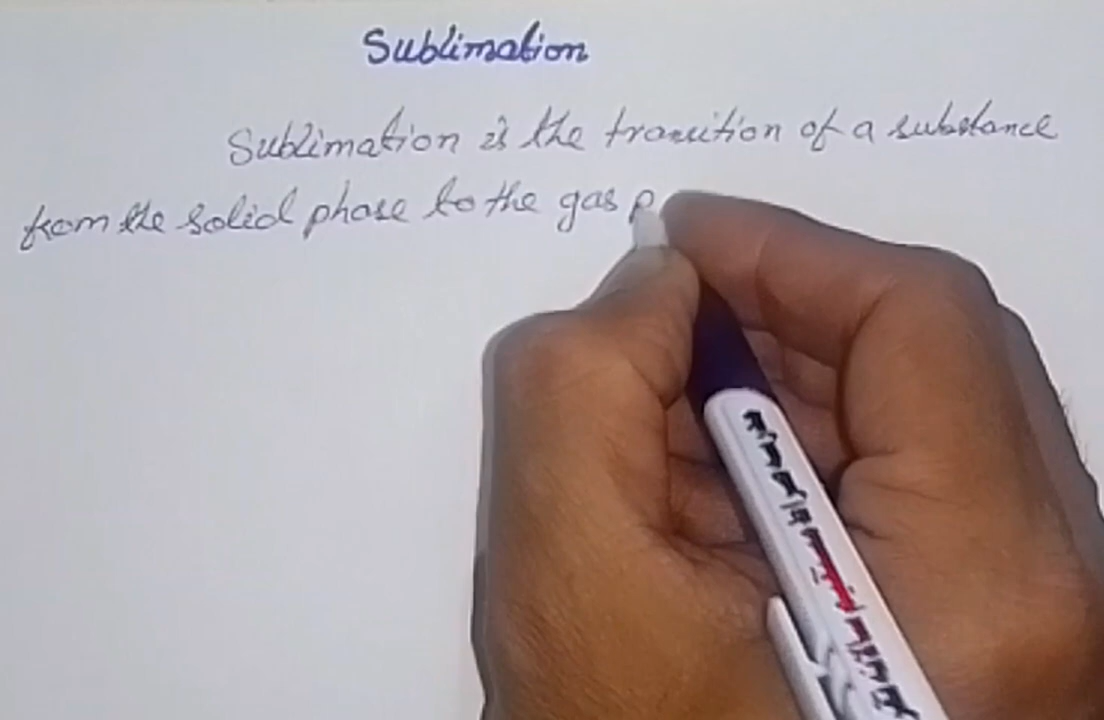 Sublimation
Sublimation is the transition of a substance
from the solid phase to the gas p